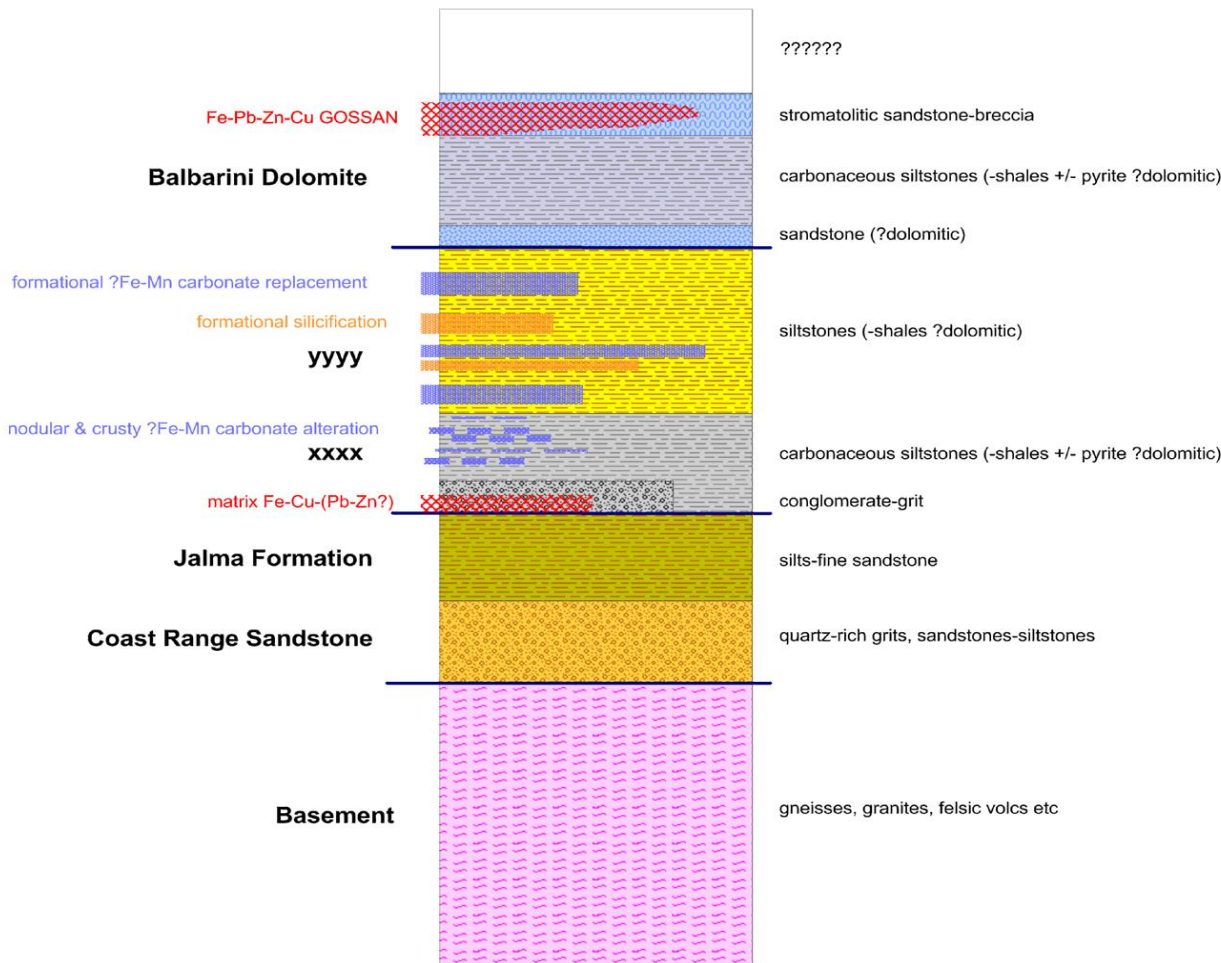 ??????
Fe-Pb-Zn-Cu GOSSAN
stromatolitic sandstone-breccia
Balbarini Dolomite
carbonaceous siltstones (-shales +/- pyrite ?dolomitic)
sandstone (?dolomitic)
formational ?Fe-Mn carbonate replacement
formational silicification
siltstones (-shales ?dolomitic)
yyyy
nodular & crusty ?Fe-Mn carbonate alteration
xxxx
carbonaceous siltstones (-shales +/- pyrite ?dolomitic)
matrix Fe-Cu-(Pb-Zn?)
conglomerate-grit
Jalma Formation
silts-fine sandstone
Coast Range Sandstone
quartz-rich grits, sandstones-siltstones
Basement
gneisses, granites, felsic volcs etc